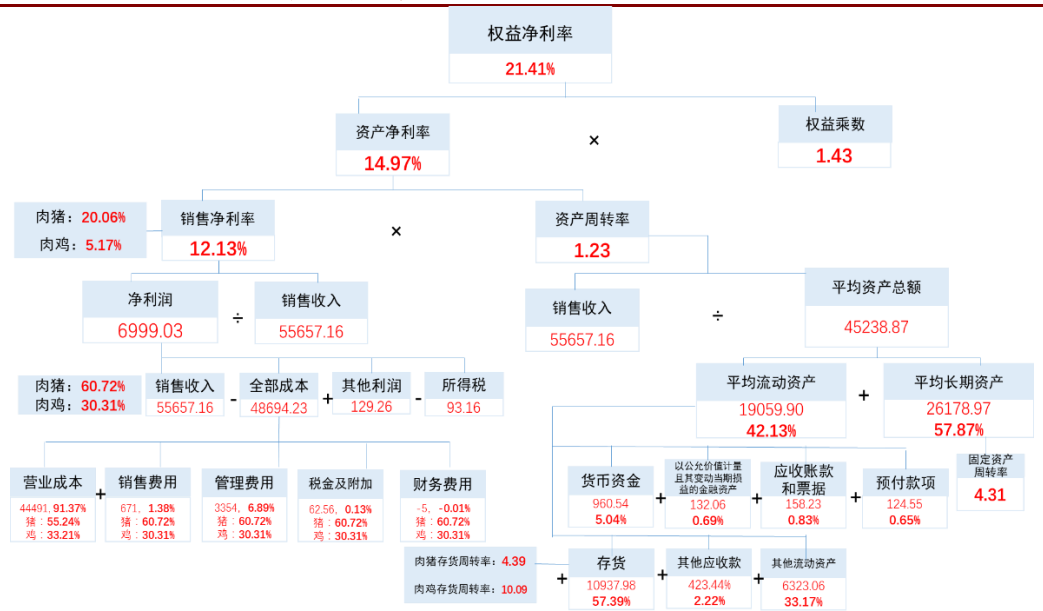 权益净利率
21.41%
资产净利率
14.97%
×
权益乘数
1.43
肉猪：20.06%
肉鸡：5.17%
销售净利率
12.13%
×
资产周转率
1.23
净利润
6999.03
÷
销售收入
55657.16
销售收入
55657.16
÷
平均资产总额
45238.87
肉猪：60.72%
肉鸡：30.31%
销售收入
55657.16
-
全部成本
48694.23
+
其他利润
129.26
-
所得税
93.16
平均流动资产
19059.90
42.13%
+
平均长期资产
26178.97
57.87%
营业成本
44491, 91.37%
猪：55.24%
鸡：33.21%
+
销售费用
671, 1.38%
猪：60.72%
鸡：30.31%
管理费用
3354, 6.89%
猪：60.72%
鸡：30.31%
税金及附加
62.56, 0.13%
猪：60.72%
鸡：30.31%
财务费用
-5, -0.01%
猪：60.72%
鸡：30.31%
货币资金
960.54
5.04%
+
以公允价值计量
且其变动当期损
益的金融资产
132.06
0.69%
+
应收账款
和票据
158.23
0.83%
+
预付款项
124.55
0.65%
固定资产
周转率
4.31
肉猪存货周转率：4.39
肉鸡存货周转率：10.09
+
存货
10937.98
57.39%
+
其他应收款
423.44%
2.22%
+
其他流动资产
6323.06
33.17%